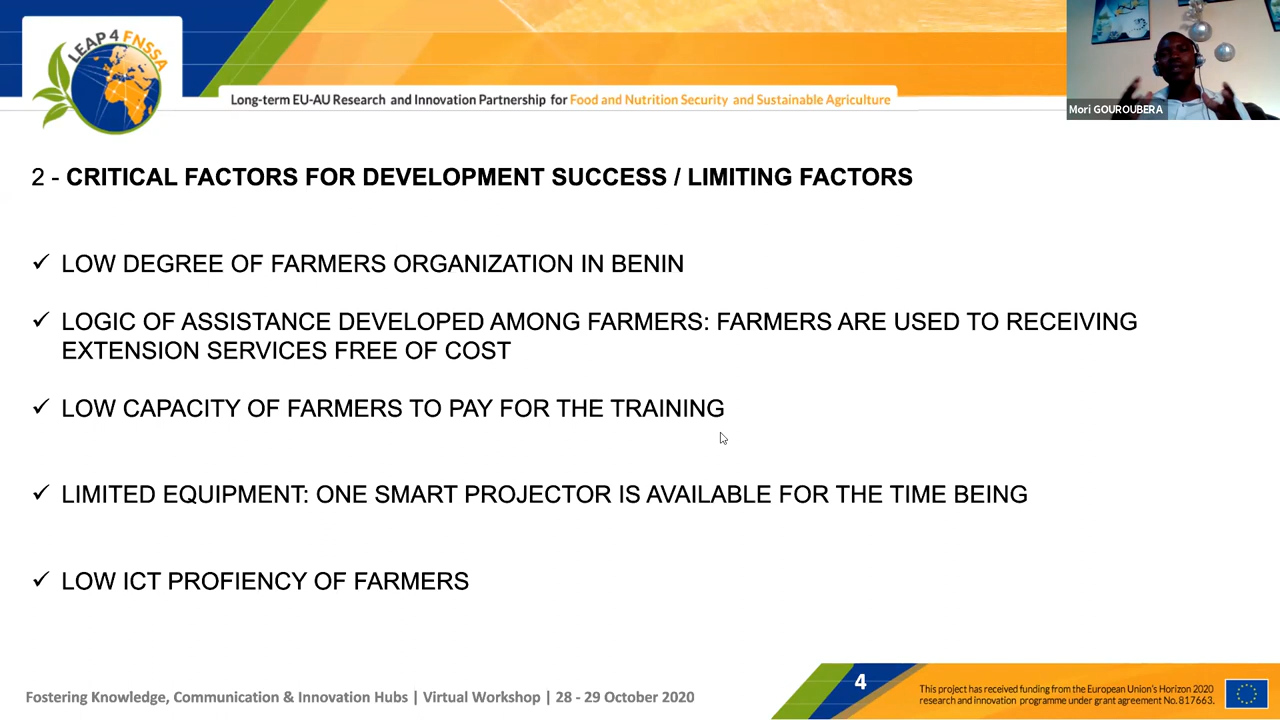 LEAP 4 FNSSA
Long-term EU-AU Research and Innovation Partnership for Food and Nutrition Security and Sustainable Agriculture
Mori GOUROUBERA
2 - CRITICAL FACTORS FOR DEVELOPMENT SUCCESS / LIMITING FACTORS
✓ LOW DEGREE OF FARMERS ORGANIZATION IN BENIN
✓ LOGIC OF ASSISTANCE DEVELOPED AMONG FARMERS: FARMERS ARE USED TO RECEIVING
EXTENSION SERVICES FREE OF COST
✓ LOW CAPACITY OF FARMERS TO PAY FOR THE TRAINING
✓ LIMITED EQUIPMENT: ONE SMART PROJECTOR IS AVAILABLE FOR THE TIME BEING
✓ LOW ICT PROFIENCY OF FARMERS
Fostering Knowledge, Communication & Innovation Hubs | Virtual Workshop | 28 - 29 October 2020
4
This project has received funding from the European Union's Horizon 2020
research and innovation programme under grant agreement No. 817663.